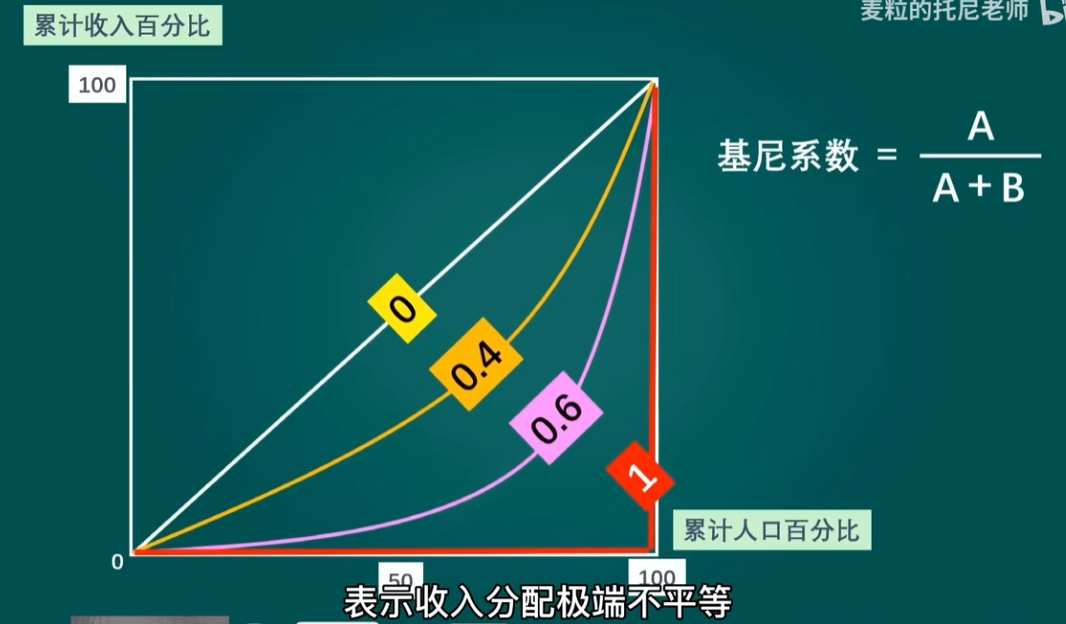 麦粒的托尼老师
累计收入百分比
100
基尼系数 = A
A + B
0
0.4
0.6
1
累计人口百分比
0
50
100
表示收入分配极端不平等